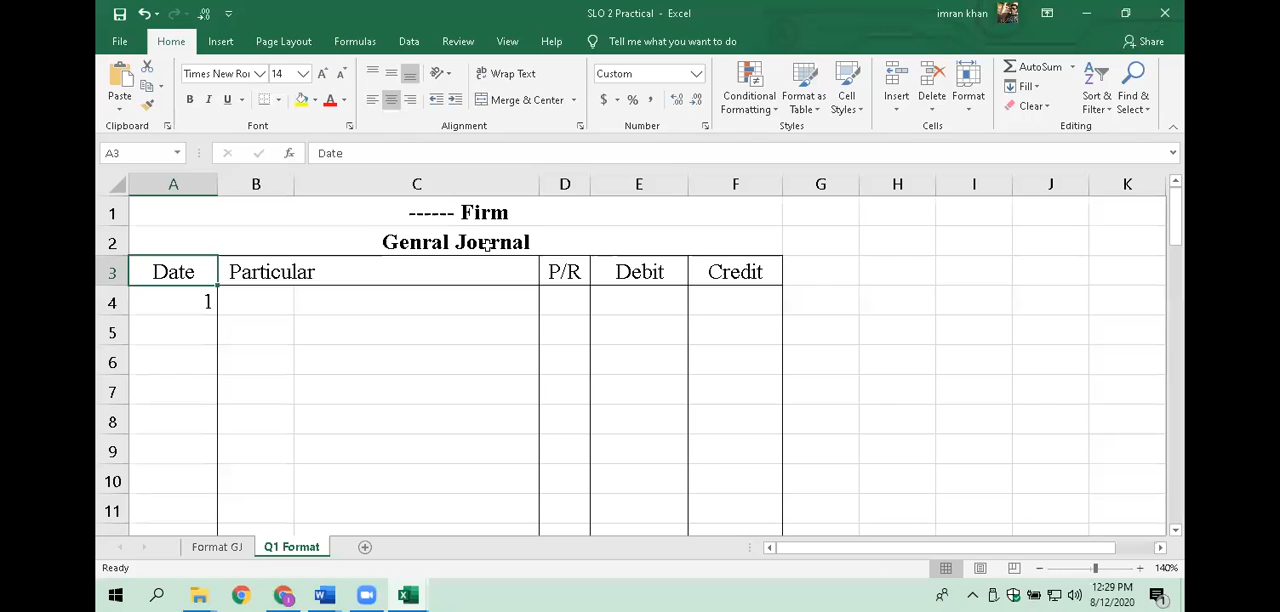 SLO 2 Practical - Excel
imran khan
File Home Insert Page Layout Formulas Data Review View Help Tell me what you want to do Share
Paste
Clipboard
Times New Roi 14
B I U
Font
Wrap Text
Merge & Center
Alignment
Custom
$ % ,
Number
Conditional Formatting
Format as Table
Cell Styles
Styles
Insert
Delete
Format
Cells
AutoSum
Fill
Clear
Sort & Filter
Find & Select
Editing
A3
fx
Date
A B C D E F G H I J K
1 ------ Firm
2 Genral Journal
3 Date Particular P/R Debit Credit
4 1
5
6
7
8
9
10
11
Format GJ Q1 Format
Ready
140%
12:29 PM
8/12/2020